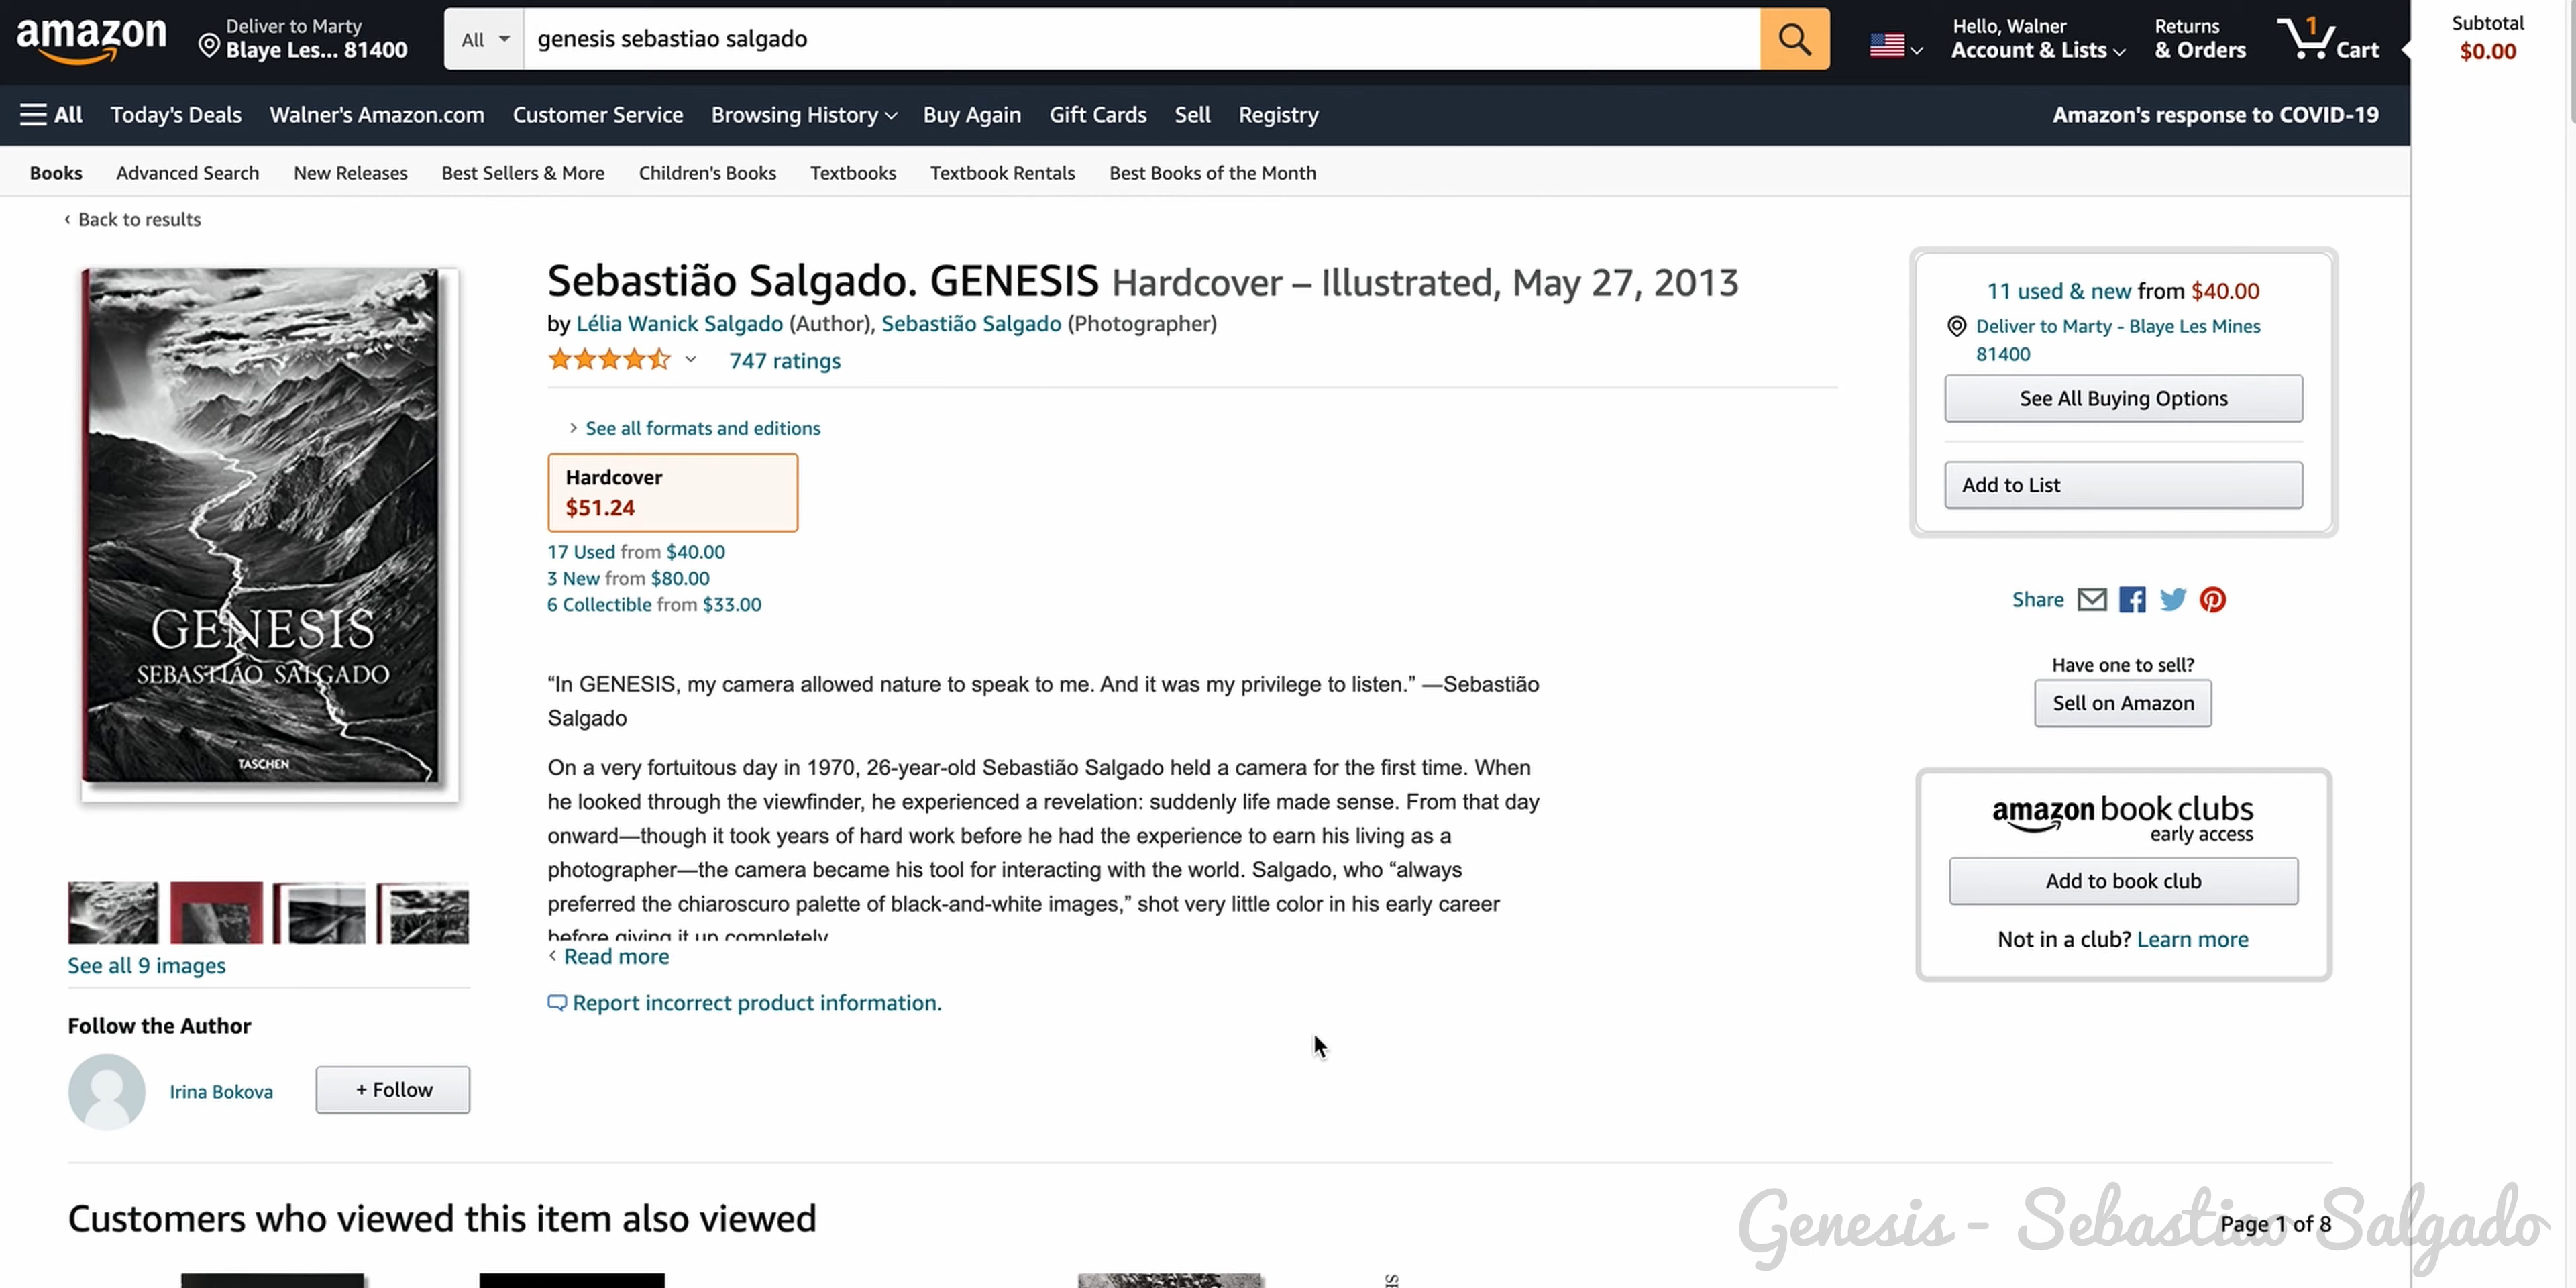 amazon
Deliver to Marty
Blaye Les... 81400
All
genesis sebastiao salgado
Hello, Walner
Account & Lists
Returns
& Orders
1
Cart
Subtotal
$0.00
All
Today's Deals
Walner's Amazon.com
Customer Service
Browsing History
Buy Again
Gift Cards
Sell
Registry
Amazon's response to COVID-19
Books
Advanced Search
New Releases
Best Sellers & More
Children's Books
Textbooks
Textbook Rentals
Best Books of the Month
‹ Back to results
GENESIS
SEBASTIÃO SALGADO
TASCHEN
See all 9 images
Follow the Author
Irina Bokova
+ Follow
Sebastião Salgado. GENESIS Hardcover – Illustrated, May 27, 2013
by Lélia Wanick Salgado (Author), Sebastião Salgado (Photographer)
747 ratings
› See all formats and editions
Hardcover
$51.24
17 Used from $40.00
3 New from $80.00
6 Collectible from $33.00
“In GENESIS, my camera allowed nature to speak to me. And it was my privilege to listen.” —Sebastião
Salgado
On a very fortuitous day in 1970, 26-year-old Sebastião Salgado held a camera for the first time. When
he looked through the viewfinder, he experienced a revelation: suddenly life made sense. From that day
onward—though it took years of hard work before he had the experience to earn his living as a
photographer—the camera became his tool for interacting with the world. Salgado, who “always
preferred the chiaroscuro palette of black-and-white images,” shot very little color in his early career
before giving it up completely.
‹ Read more
Report incorrect product information.
11 used & new from $40.00
Deliver to Marty - Blaye Les Mines
81400
See All Buying Options
Add to List
Share
Have one to sell?
Sell on Amazon
amazon book clubs
early access
Add to book club
Not in a club? Learn more
Customers who viewed this item also viewed
Page 1 of 8
Genesis - Sebastiao Salgado